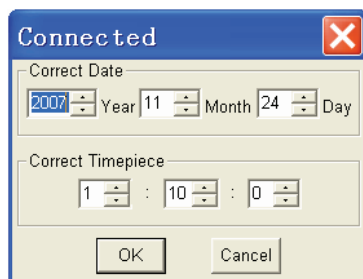 Connected
Correct Date
2007 Year 11 Month 24 Day
Correct Timepiece
1 : 10 : 0
OK Cancel